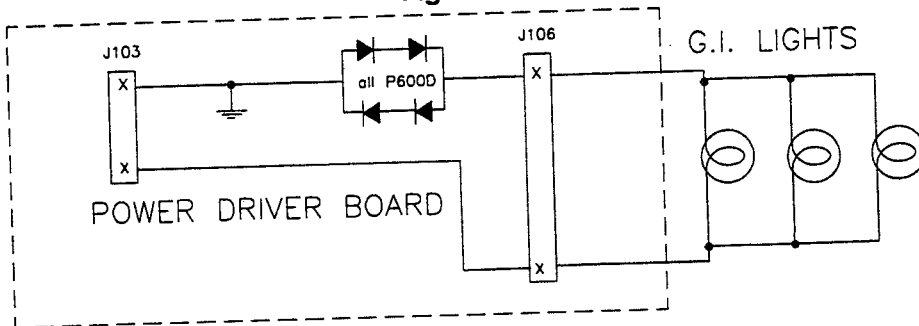 J103
J106
G.I. LIGHTS
X
X
all P600D
X
X
POWER DRIVER BOARD